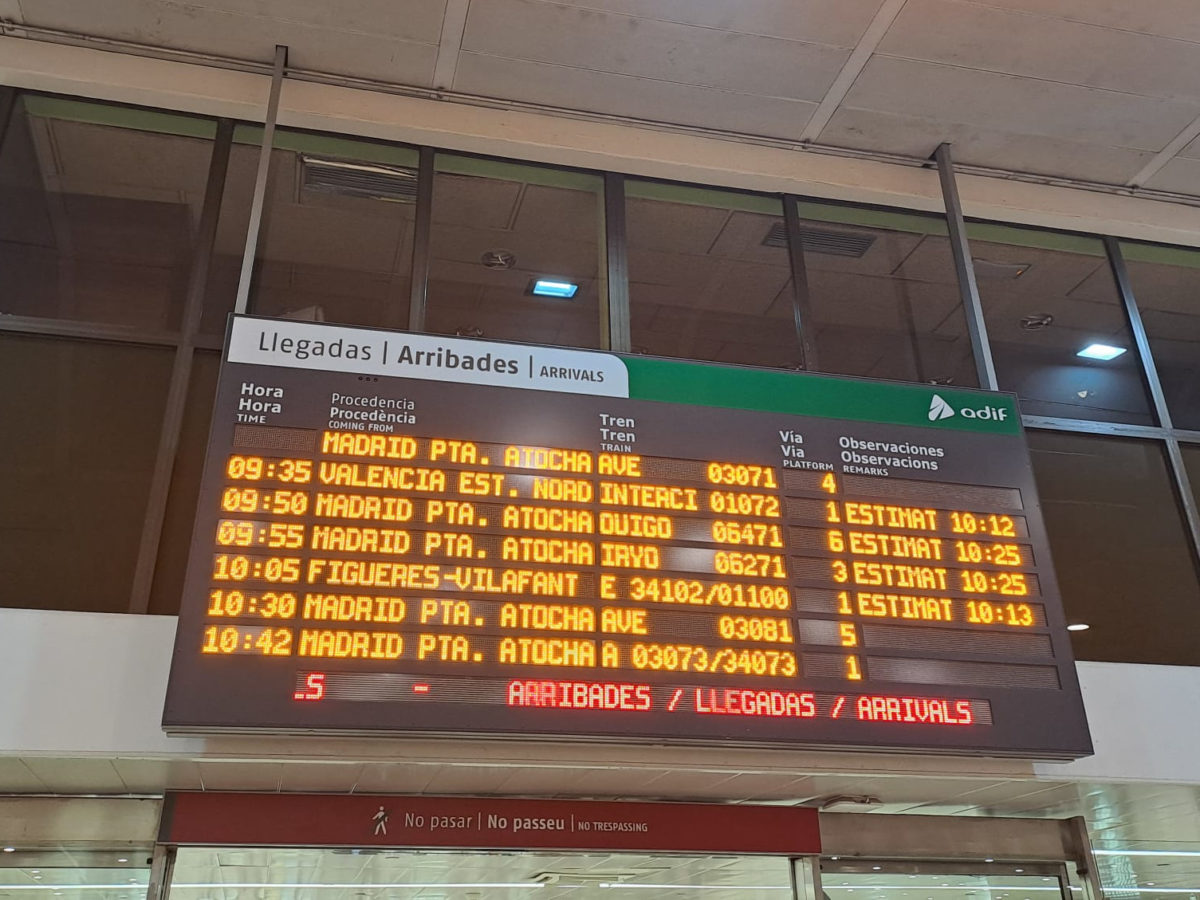 Llegadas | Arribades | ARRIVALS
adif
Hora Procedencia Tren Vía Observaciones
Hora Procedència Tren Via Observacions
TIME COMING FROM TRAIN PLATFORM REMARKS
MADRID PTA. ATOCHA AVE 03071 4
09:35 VALENCIA EST. NORD INTERCI 01072 1 ESTIMAT 10:12
09:50 MADRID PTA. ATOCHA OUIGO 06471 6 ESTIMAT 10:25
09:55 MADRID PTA. ATOCHA IRYO 06271 3 ESTIMAT 10:25
10:05 FIGUERES-VILAFANT E 34102/01100 1 ESTIMAT 10:13
10:30 MADRID PTA. ATOCHA AVE 03081 5
10:42 MADRID PTA. ATOCHA A 03073/34073 1
S - ARRIBADES / LLEGADAS / ARRIVALS
No pasar | No passeu | NO TRESPASSING